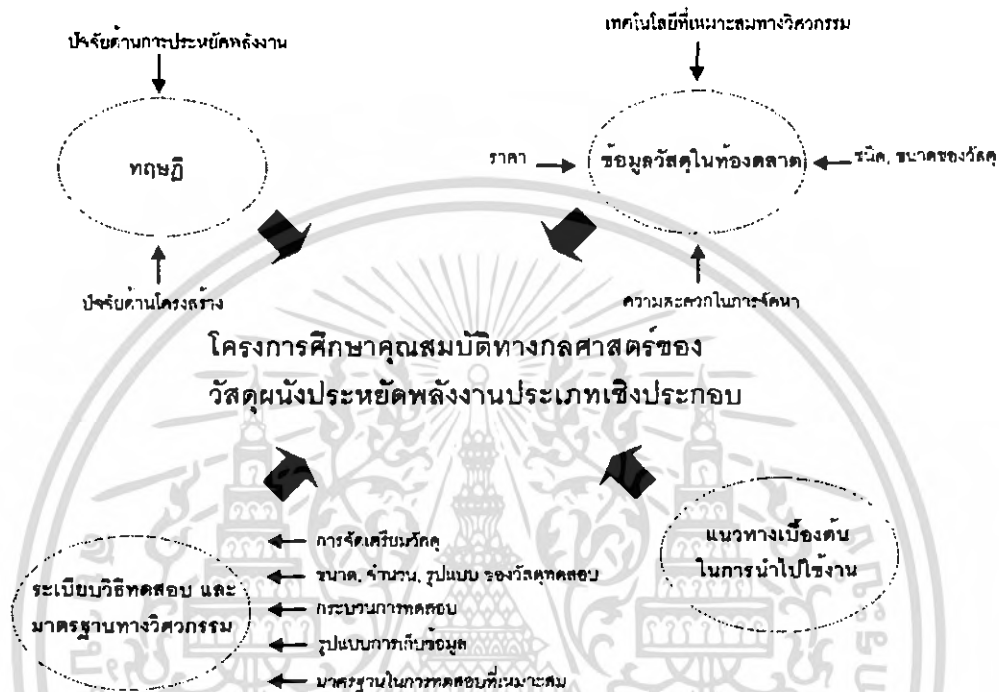 ปัจจัยด้านการประหยัดพลังงาน
เทคโนโลยีที่เหมาะสมทางวิศวกรรม
ทฤษฎี
ราคา
ข้อมูลวัสดุในท้องตลาด
ชนิด, ขนาดของวัสดุ
ปัจจัยด้านโครงสร้าง
ความสะดวกในการจัดหา
โครงการศึกษาคุณสมบัติทางกลศาสตร์ของ
วัสดุผนังประหยัดพลังงานประเภทเชิงประกอบ
การจัดเตรียมวัสดุ
ขนาด, จำนวน, รูปแบบ ของวัสดุทดสอบ
กระบวนการทดสอบ
รูปแบบการเก็บข้อมูล
มาตรฐานในการทดสอบที่เหมาะสม
ระเบียบวิธีทดสอบ และ
มาตรฐานทางวิศวกรรม
แนวทางเบื้องต้น
ในการนำไปใช้งาน